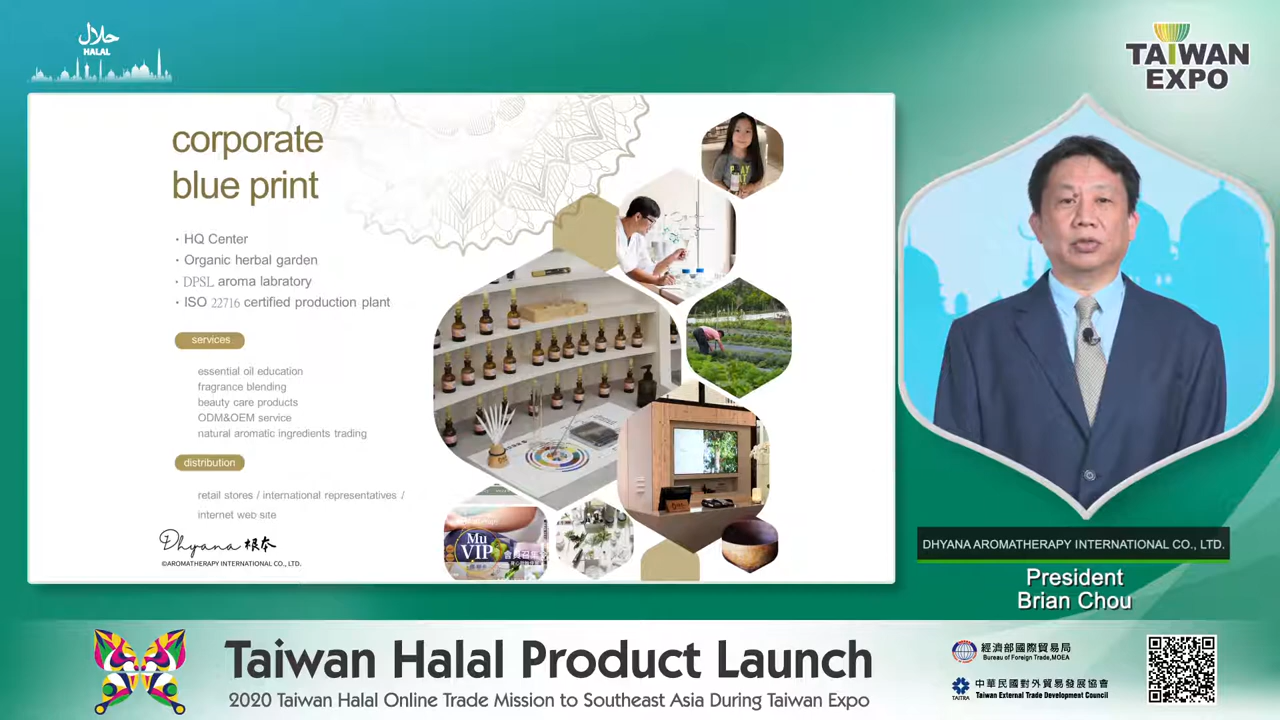 حلال
HALAL
TAIWAN
EXPO
corporate
blue print
· HQ Center
· Organic herbal garden
· DPSL aroma labratory
· ISO 22716 certified production plant
services
essential oil education
fragrance blending
beauty care products
ODM&OEM service
natural aromatic ingredients trading
distribution
retail stores / international representatives /
internet web site
Dhyana 根本
©AROMATHERAPY INTERNATIONAL CO., LTD.
Mu
VIP
會員召集
DHYANA AROMATHERAPY INTERNATIONAL CO., LTD.
President
Brian Chou
Taiwan Halal Product Launch
2020 Taiwan Halal Online Trade Mission to Southeast Asia During Taiwan Expo
經濟部國際貿易局
Bureau of Foreign Trade,MOEA
TAITRA
中華民國對外貿易發展協會
Taiwan External Trade Development Council